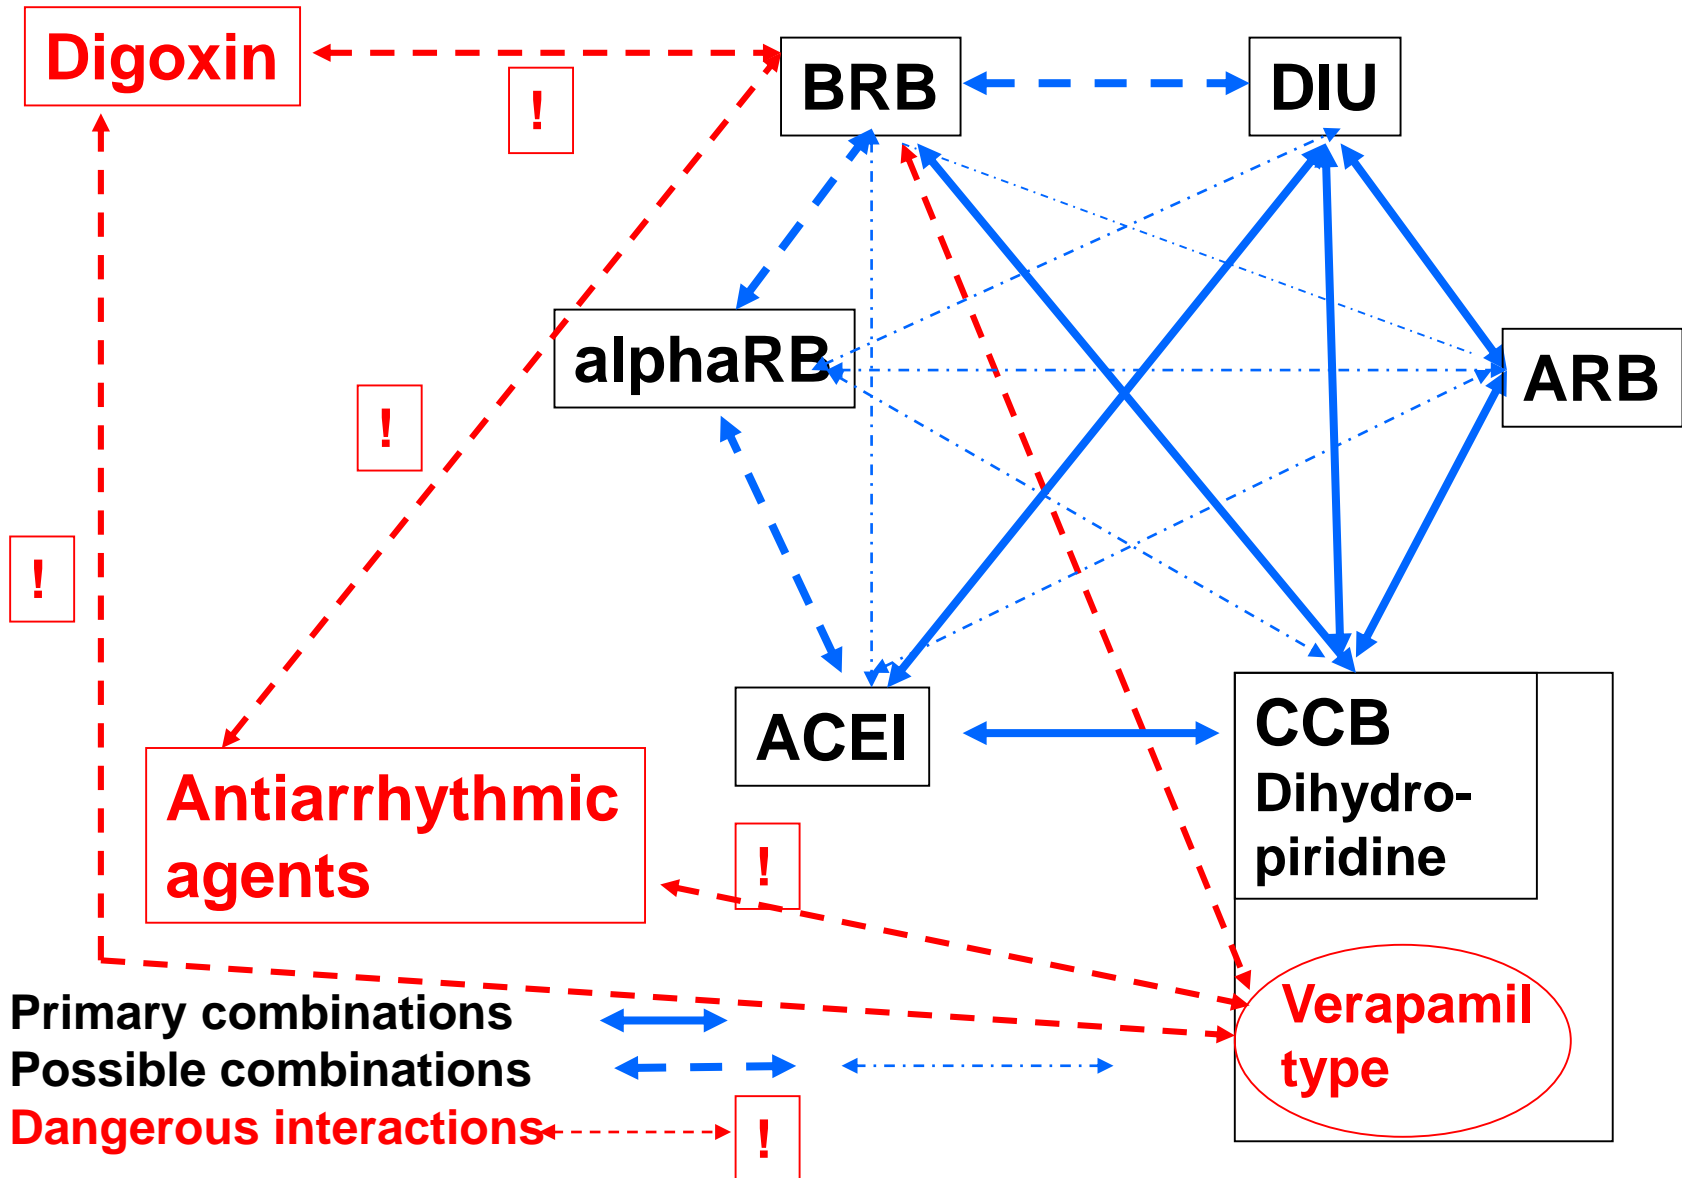 Digoxin
!
BRB
DIU
alphaRB
ARB
!
!
ACEI
CCB
Dihydro-
piridine
Antiarrhythmic
agents
!
Verapamil
type
Primary combinations
Possible combinations
Dangerous interactions
!